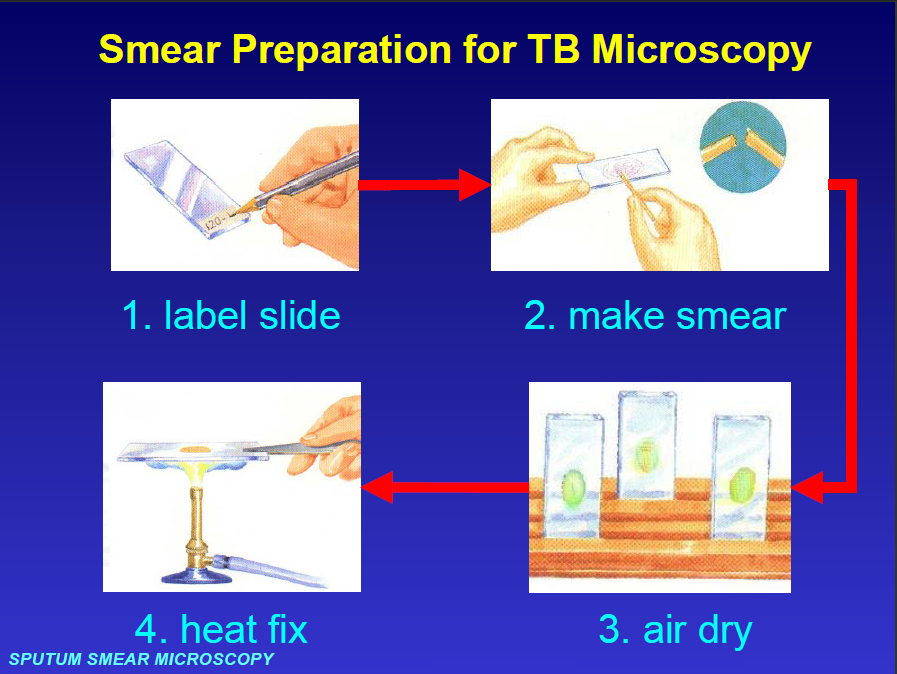 Smear Preparation for TB Microscopy
1. label slide
2. make smear
3. air dry
4. heat fix
SPUTUM SMEAR MICROSCOPY